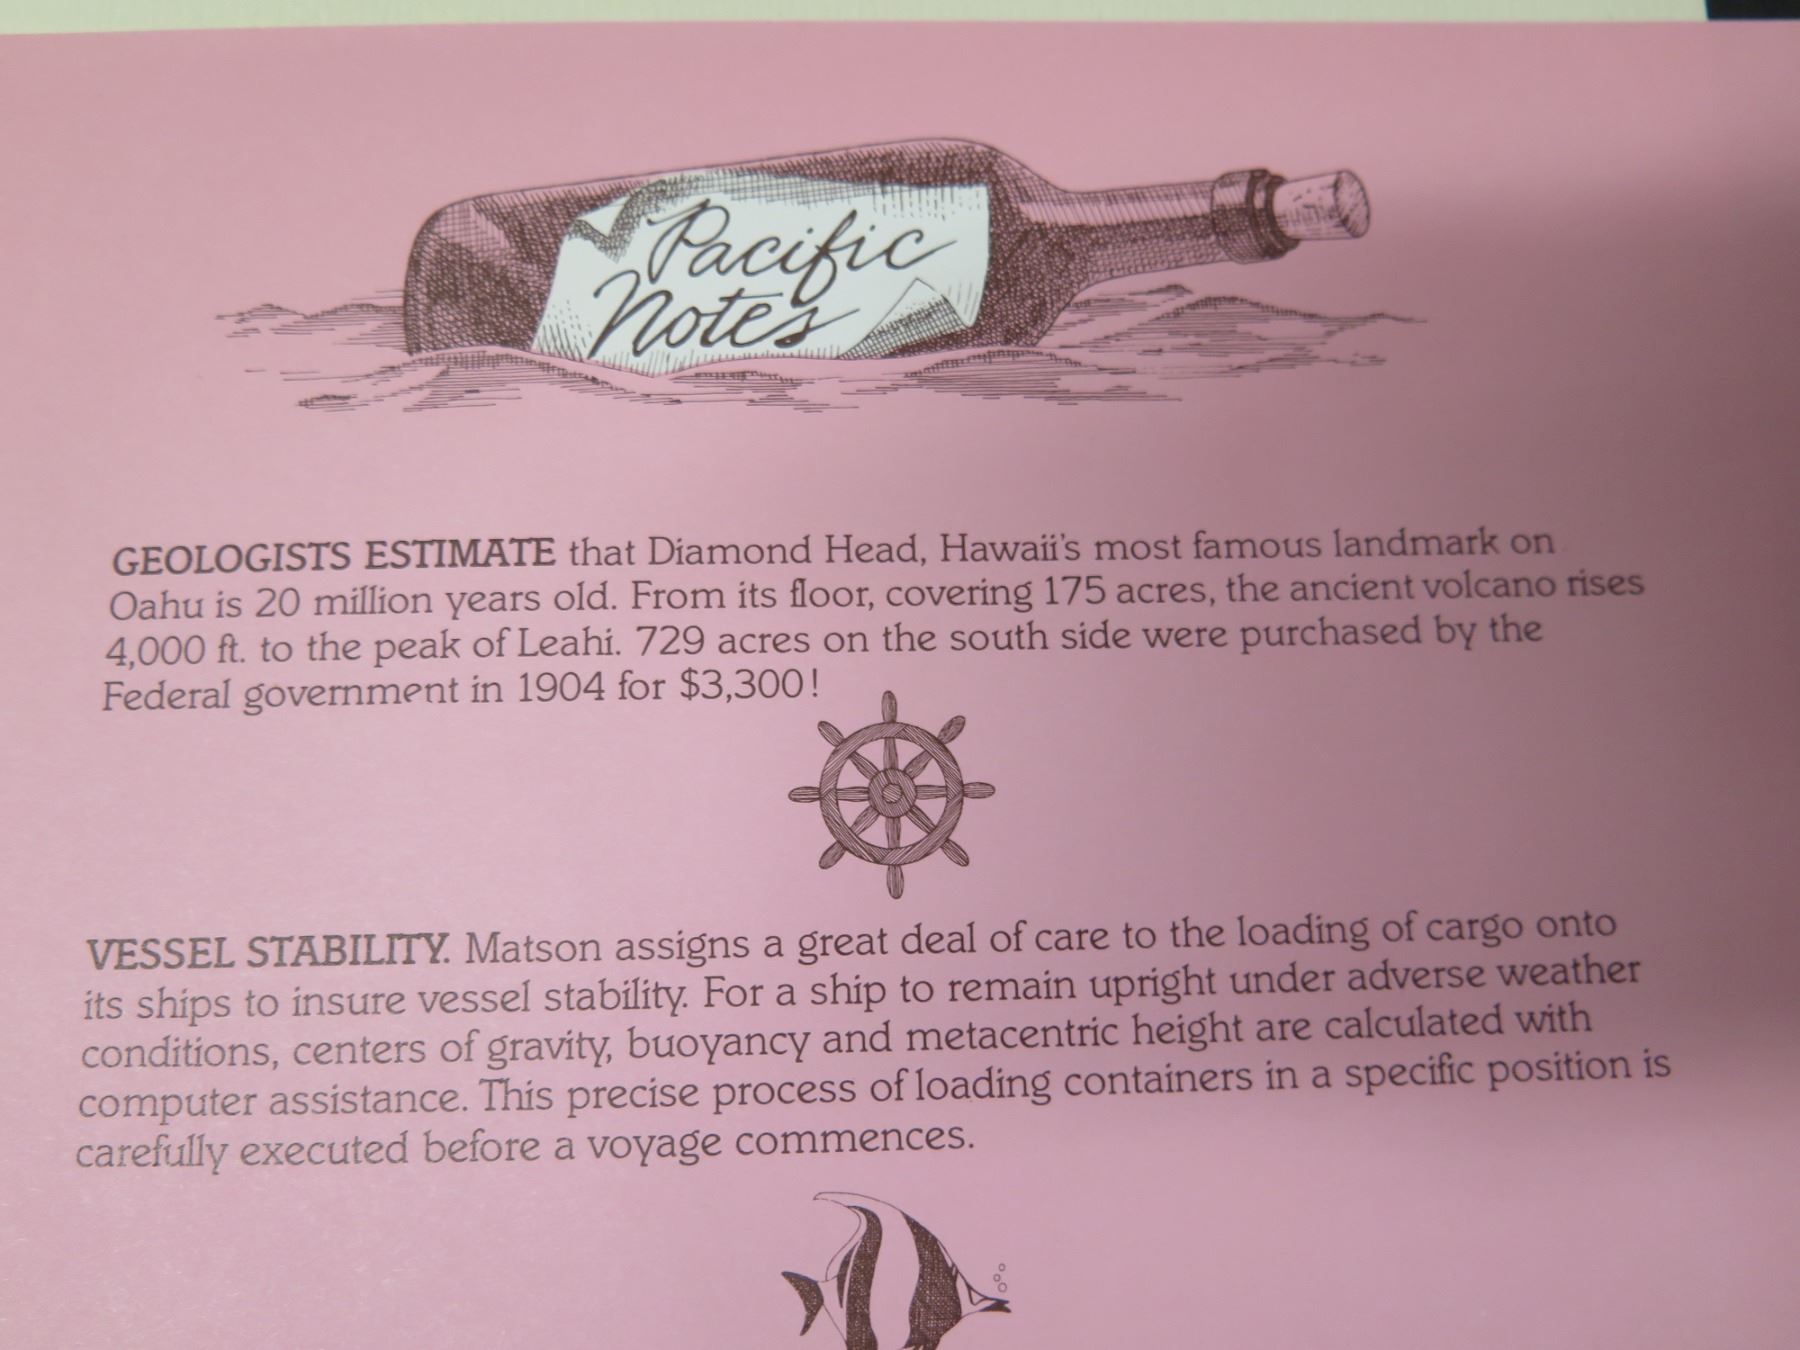 Pacific
Notes
GEOLOGISTS ESTIMATE that Diamond Head, Hawaii's most famous landmark on
Oahu is 20 million years old. From its floor, covering 175 acres, the ancient volcano rises
4,000 ft. to the peak of Leahi. 729 acres on the south side were purchased by the
Federal government in 1904 for $3,300!
VESSEL STABILITY. Matson assigns a great deal of care to the loading of cargo onto
its ships to insure vessel stability. For a ship to remain upright under adverse weather
conditions, centers of gravity, buoyancy and metacentric height are calculated with
computer assistance. This precise process of loading containers in a specific position is
carefully executed before a voyage commences.